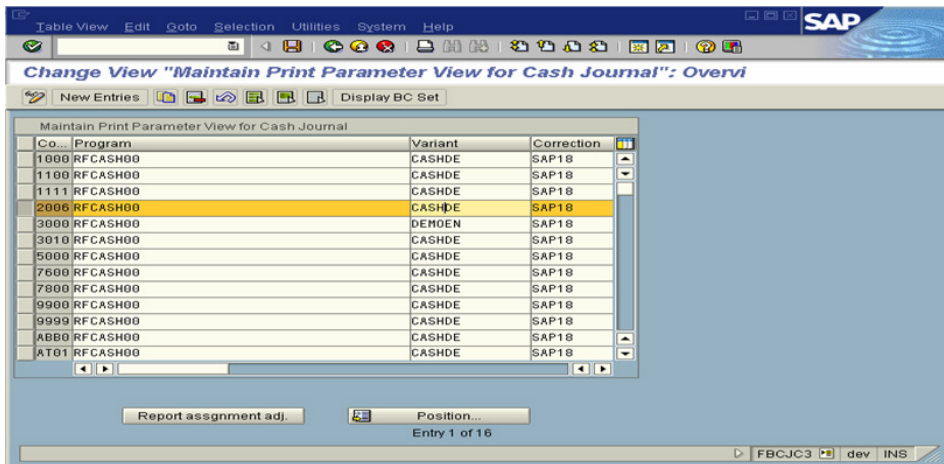 Table View Edit Goto Selection Utilities System Help
SAP
Change View "Maintain Print Parameter View for Cash Journal": Overvi
New Entries Display BC Set
Maintain Print Parameter View for Cash Journal
Co... Program Variant Correction
1000 RFCASH00 CASHDE SAP18
1100 RFCASH00 CASHDE SAP18
1111 RFCASH00 CASHDE SAP18
2006 RFCASH00 CASHDE SAP18
3000 RFCASH00 DEMOEN SAP18
3010 RFCASH00 CASHDE SAP18
5000 RFCASH00 CASHDE SAP18
7600 RFCASH00 CASHDE SAP18
7800 RFCASH00 CASHDE SAP18
9900 RFCASH00 CASHDE SAP18
9999 RFCASH00 CASHDE SAP18
ABB0 RFCASH00 CASHDE SAP18
AT01 RFCASH00 CASHDE SAP18
Report assgnment adj. Position...
Entry 1 of 16
FBCJC3 dev INS